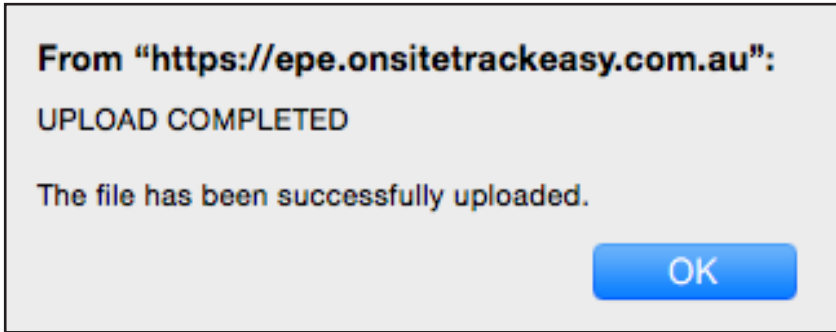 From “https://epe.onsitetrackeasy.com.au”:
UPLOAD COMPLETED
The file has been successfully uploaded.
OK